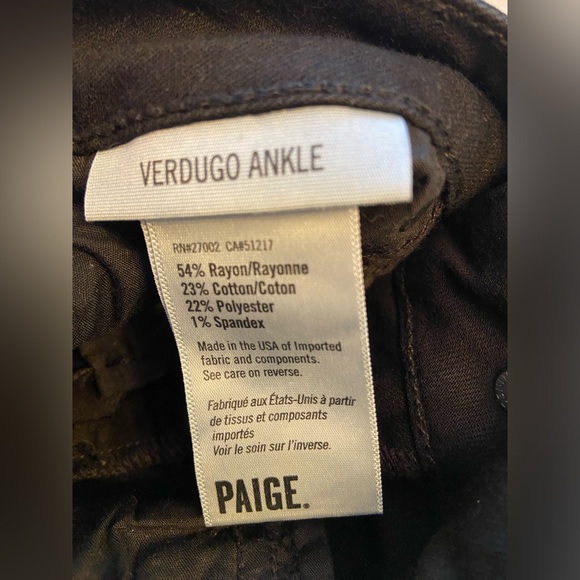 VERDUGO ANKLE
RN#27002 CA#51217
54% Rayon/Rayonne
23% Cotton/Coton
22% Polyester
1% Spandex
Made in the USA of Imported
fabric and components.
See care on reverse.
Fabriqué aux États-Unis à partir
de tissus et composants
importés
Voir le soin sur l'inverse.
PAIGE.